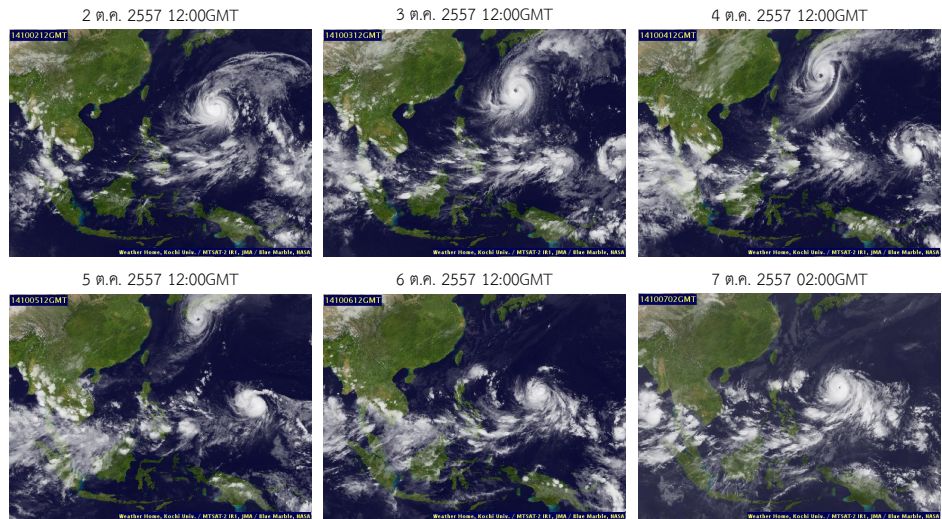 2 ต.ค. 2557 12:00GMT
3 ต.ค. 2557 12:00GMT
4 ต.ค. 2557 12:00GMT
14100212GMT
14100312GMT
14100412GMT
Weather Home, Kochi Univ. / MTSAT-2 IR1, JMA / Blue Marble, NASA
Weather Home, Kochi Univ. / MTSAT-2 IR1, JMA / Blue Marble, NASA
Weather Home, Kochi Univ. / MTSAT-2 IR1, JMA / Blue Marble, NASA
5 ต.ค. 2557 12:00GMT
6 ต.ค. 2557 12:00GMT
7 ต.ค. 2557 02:00GMT
14100512GMT
14100612GMT
14100702GMT
Weather Home, Kochi Univ. / MTSAT-2 IR1, JMA / Blue Marble, NASA
Weather Home, Kochi Univ. / MTSAT-2 IR1, JMA / Blue Marble, NASA
Weather Home, Kochi Univ. / MTSAT-2 IR1, JMA / Blue Marble, NASA